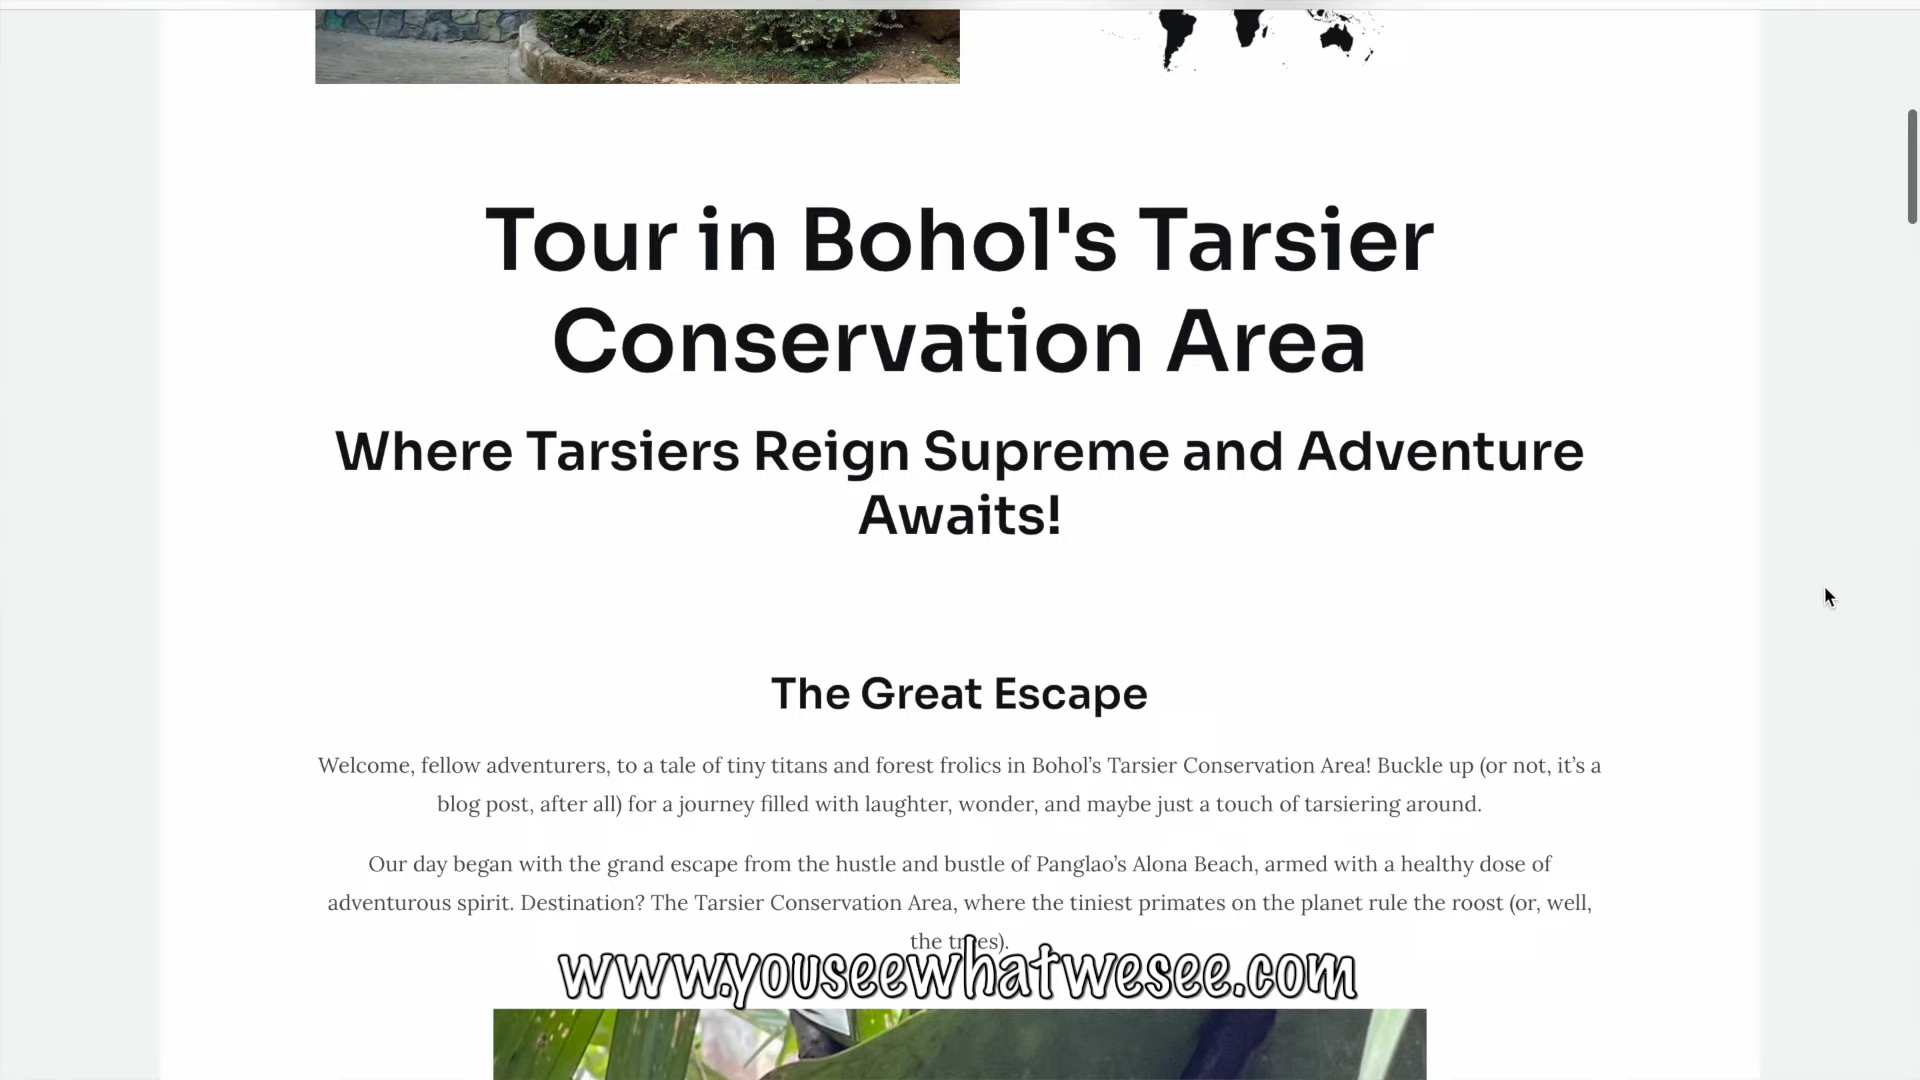 Tour in Bohol's Tarsier
Conservation Area
Where Tarsiers Reign Supreme and Adventure
Awaits!
The Great Escape
Welcome, fellow adventurers, to a tale of tiny titans and forest frolics in Bohol’s Tarsier Conservation Area! Buckle up (or not, it’s a
blog post, after all) for a journey filled with laughter, wonder, and maybe just a touch of tarsiering around.
Our day began with the grand escape from the hustle and bustle of Panglao’s Alona Beach, armed with a healthy dose of
adventurous spirit. Destination? The Tarsier Conservation Area, where the tiniest primates on the planet rule the roost (or, well,
the trees).
www.youseewhatwesee.com